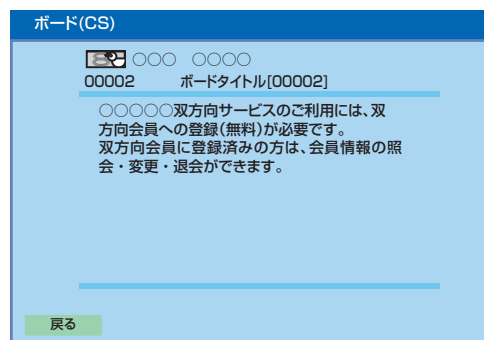 ボード(CS)
○○○ ○○○○
00002 ボードタイトル[00002]
○○○○○双方向サービスのご利用には、双
方向会員への登録(無料)が必要です。
双方向会員に登録済みの方は、会員情報の照
会・変更・退会ができます。
戻る